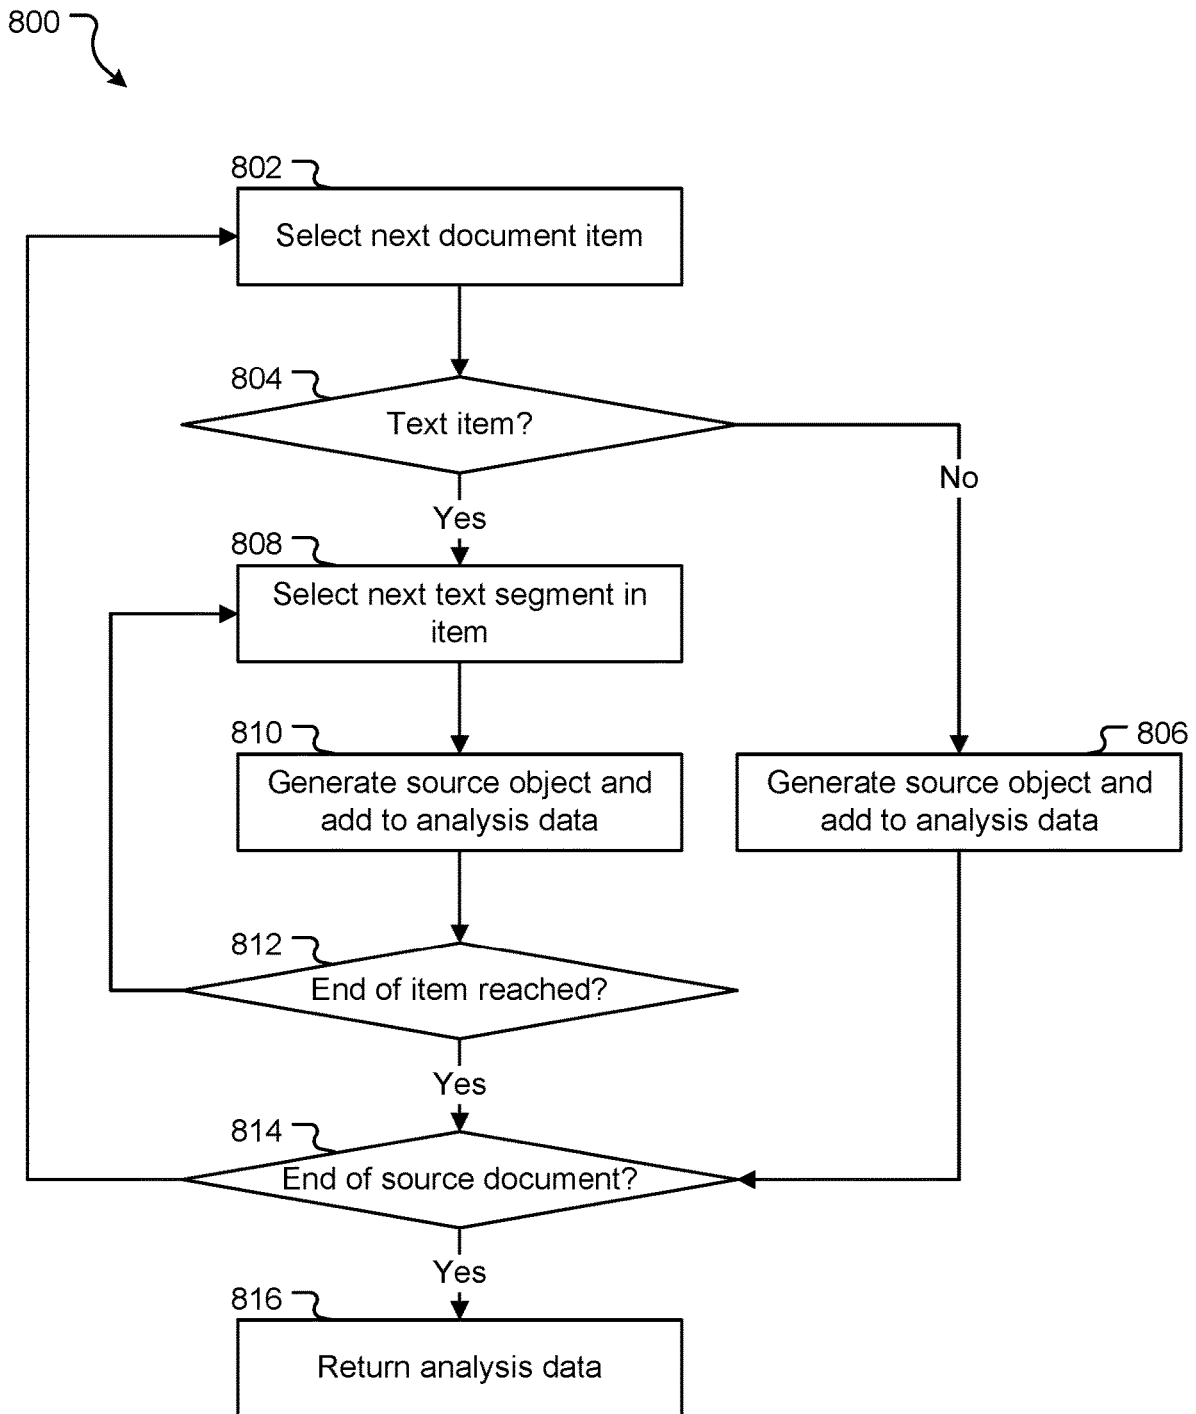 800
802
Select next document item
804
Text item?
No
Yes
808
Select next text segment in
item
810
Generate source object and
add to analysis data
806
Generate source object and
add to analysis data
812
End of item reached?
Yes
814
End of source document?
Yes
816
Return analysis data